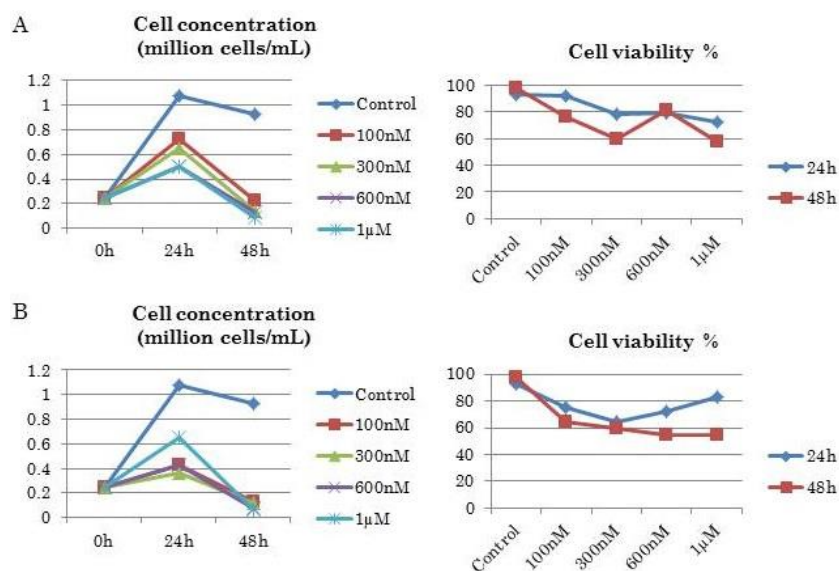 A
Cell concentration
(million cells/mL)
1.2
1
0.8
0.6
0.4
0.2
0
0h
24h
48h
Control
100nM
300nM
600nM
1µM
Cell viability %
100
80
60
40
20
0
Control
100nM
300nM
600nM
1µM
24h
48h
B
Cell concentration
(million cells/mL)
1.2
1
0.8
0.6
0.4
0.2
0
0h
24h
48h
Control
100nM
300nM
600nM
1µM
Cell viability %
100
80
60
40
20
0
Control
100nM
300nM
600nM
1µM
24h
48h